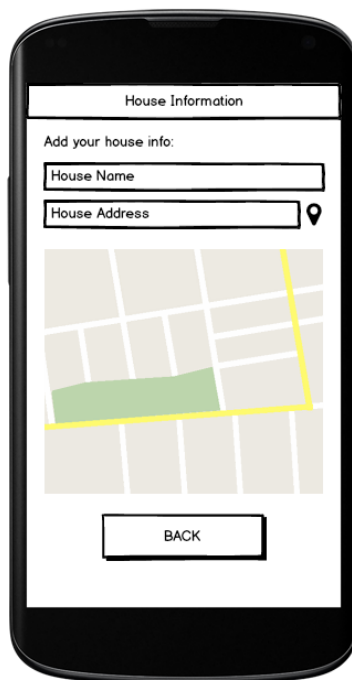 House Information
Add your house info:
House Name
House Address
BACK